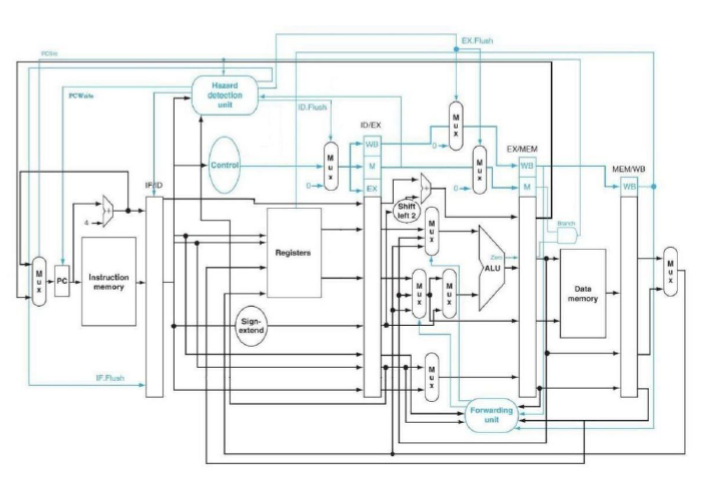 EX.Flush
PCSrc
Hazard
detection
unit
PCWrite
ID.Flush
M
u
x
ID/EX
WB
0
EX/MEM
M
u
x
Control
M
u
x
M
WB
MEM/WB
0
M
WB
0
EX
IF/ID
Shift
left 2
Branch
4
M
u
x
Registers
Zero
ALU
M
u
x
M
u
x
PC
Instruction
memory
M
u
x
M
u
x
Data
memory
Sign-
extend
M
u
x
IF.Flush
Forwarding
unit